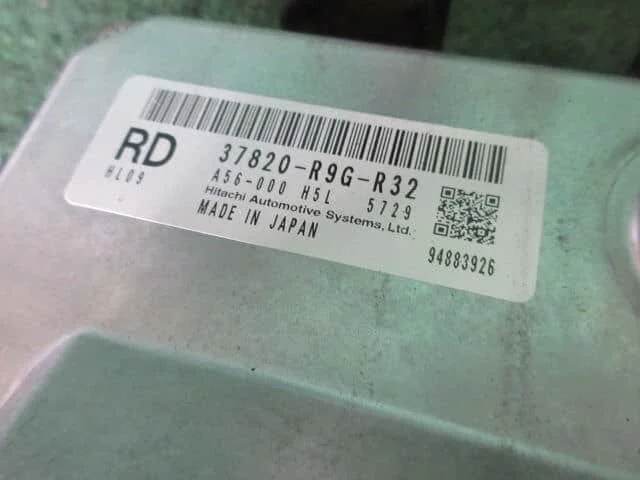 RD 37820-R9G-R32
HL09 A56-000 H5L 5729
Hitachi Automotive Systems, Ltd.
MADE IN JAPAN
94883926